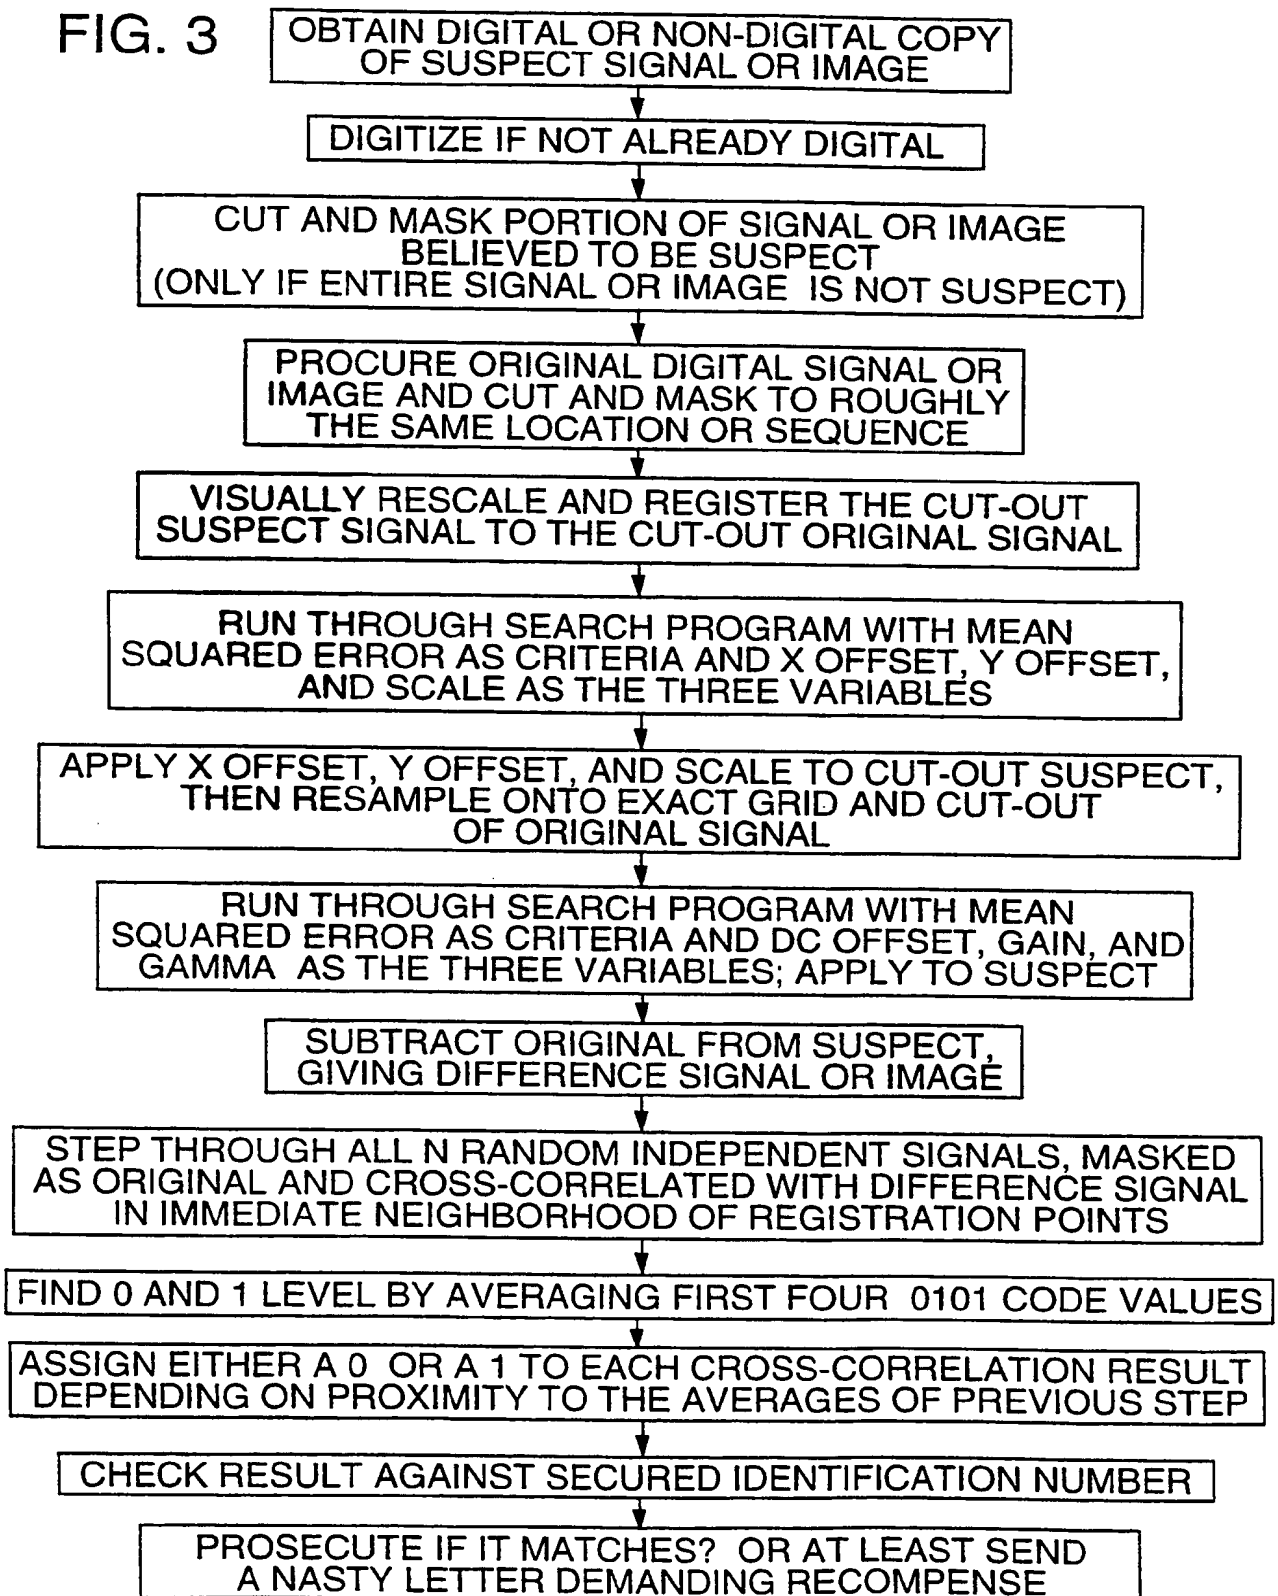 FIG. 3
OBTAIN DIGITAL OR NON-DIGITAL COPY
OF SUSPECT SIGNAL OR IMAGE
DIGITIZE IF NOT ALREADY DIGITAL
CUT AND MASK PORTION OF SIGNAL OR IMAGE
BELIEVED TO BE SUSPECT
(ONLY IF ENTIRE SIGNAL OR IMAGE IS NOT SUSPECT)
PROCURE ORIGINAL DIGITAL SIGNAL OR
IMAGE AND CUT AND MASK TO ROUGHLY
THE SAME LOCATION OR SEQUENCE
VISUALLY RESCALE AND REGISTER THE CUT-OUT
SUSPECT SIGNAL TO THE CUT-OUT ORIGINAL SIGNAL
RUN THROUGH SEARCH PROGRAM WITH MEAN
SQUARED ERROR AS CRITERIA AND X OFFSET, Y OFFSET,
AND SCALE AS THE THREE VARIABLES
APPLY X OFFSET, Y OFFSET, AND SCALE TO CUT-OUT SUSPECT,
THEN RESAMPLE ONTO EXACT GRID AND CUT-OUT
OF ORIGINAL SIGNAL
RUN THROUGH SEARCH PROGRAM WITH MEAN
SQUARED ERROR AS CRITERIA AND DC OFFSET, GAIN, AND
GAMMA AS THE THREE VARIABLES; APPLY TO SUSPECT
SUBTRACT ORIGINAL FROM SUSPECT,
GIVING DIFFERENCE SIGNAL OR IMAGE
STEP THROUGH ALL N RANDOM INDEPENDENT SIGNALS, MASKED
AS ORIGINAL AND CROSS-CORRELATED WITH DIFFERENCE SIGNAL
IN IMMEDIATE NEIGHBORHOOD OF REGISTRATION POINTS
FIND 0 AND 1 LEVEL BY AVERAGING FIRST FOUR 0101 CODE VALUES
ASSIGN EITHER A 0 OR A 1 TO EACH CROSS-CORRELATION RESULT
DEPENDING ON PROXIMITY TO THE AVERAGES OF PREVIOUS STEP
CHECK RESULT AGAINST SECURED IDENTIFICATION NUMBER
PROSECUTE IF IT MATCHES? OR AT LEAST SEND
A NASTY LETTER DEMANDING RECOMPENSE